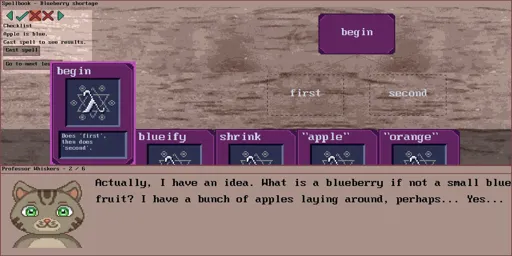 Spellbook - Blueberry shortage
Checklist
Apple is blue.
Cast spell to see results.
Cast spell
Go to next les
begin
first
second
begin
Does 'first',
then does
'second'.
blueify
shrink
"apple"
"orange"
Professor Whiskers - 2 / 6
Actually, I have an idea. What is a blueberry if not a small blue
fruit? I have a bunch of apples laying around, perhaps... Yes...